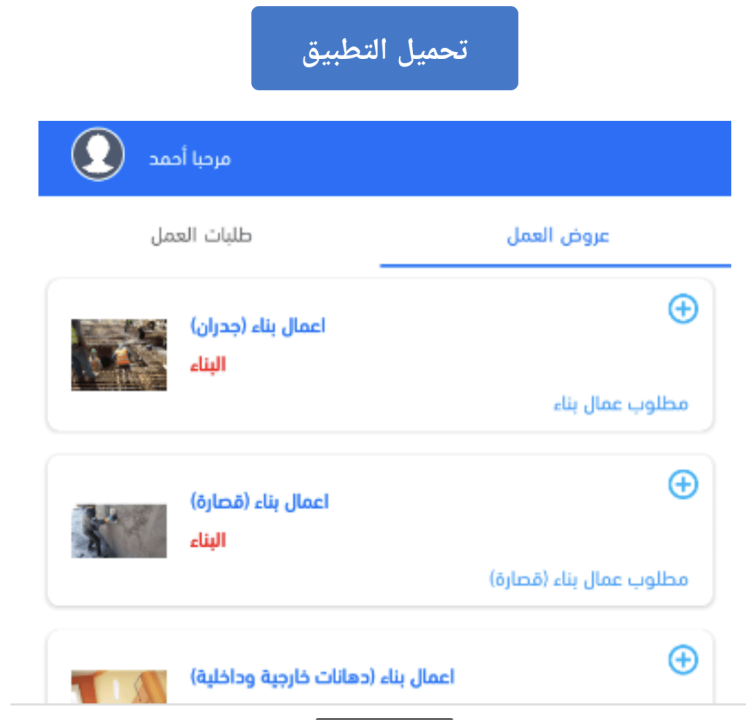 تحميل التطبيق
مرحبا أحمد
عروض العمل
طلبات العمل
اعمال بناء (جدران)
البناء
مطلوب عمال بناء
اعمال بناء (قصارة)
البناء
مطلوب عمال بناء (قصارة)
اعمال بناء (دهانات خارجية وداخلية)